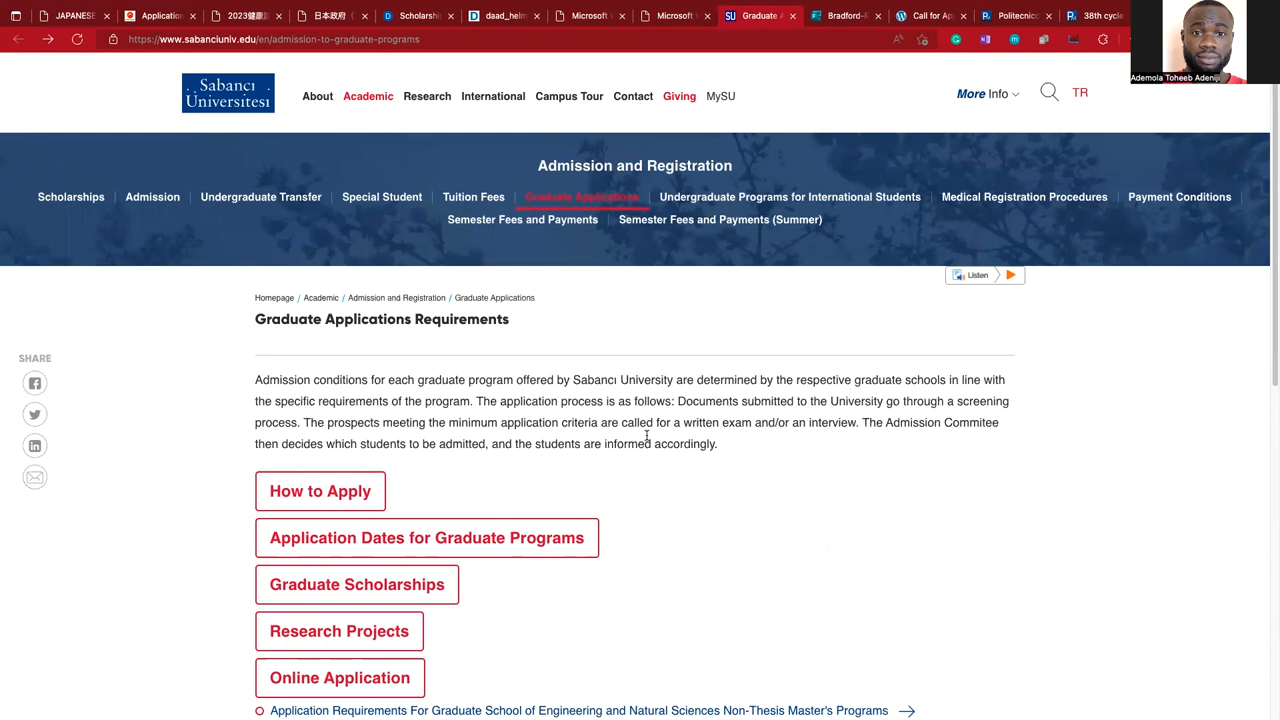 JAPANESE
Application
2023健康診
日本政府（
Scholarshi
daad_helm
Microsoft V
Microsoft V
SU
Graduate A
Bradford-R
Call for Ap
Politecnic
38th cycle
https://www.sabanciuniv.edu/en/admission-to-graduate-programs
Ademola Toheeb Adeniji
Sabancı
Üniversitesi
About
Academic
Research
International
Campus Tour
Contact
Giving
MySU
More Info
TR
Admission and Registration
Scholarships
Admission
Undergraduate Transfer
Special Student
Tuition Fees
Graduate Applications
Undergraduate Programs for International Students
Medical Registration Procedures
Payment Conditions
Semester Fees and Payments
Semester Fees and Payments (Summer)
Listen
Homepage / Academic / Admission and Registration / Graduate Applications
Graduate Applications Requirements
SHARE
Admission conditions for each graduate program offered by Sabancı University are determined by the respective graduate schools in line with
the specific requirements of the program. The application process is as follows: Documents submitted to the University go through a screening
process. The prospects meeting the minimum application criteria are called for a written exam and/or an interview. The Admission Commitee
then decides which students to be admitted, and the students are informed accordingly.
How to Apply
Application Dates for Graduate Programs
Graduate Scholarships
Research Projects
Online Application
Application Requirements For Graduate School of Engineering and Natural Sciences Non-Thesis Master's Programs